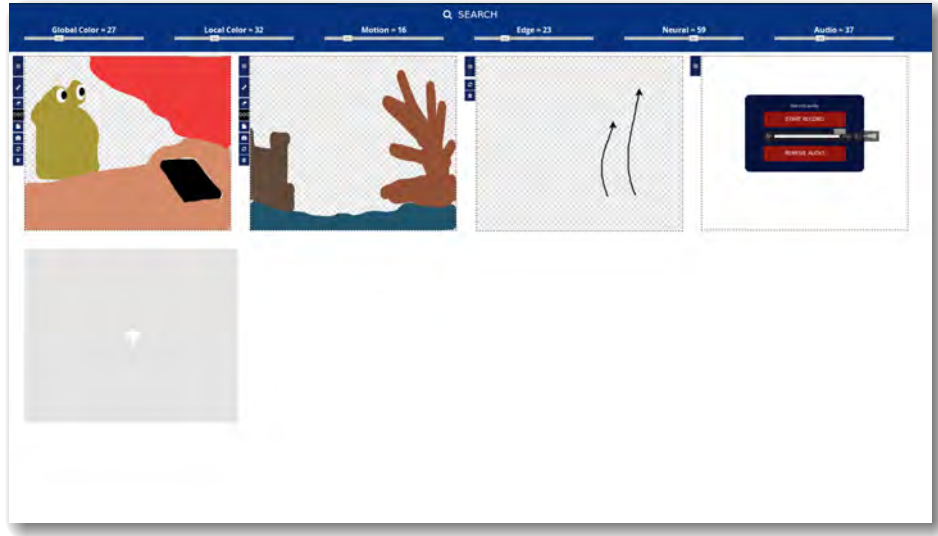 SEARCH
Global Color = 27
Local Color = 32
Motion = 16
Edge = 23
Neural = 59
Audio = 37
START RECORD
REMOVE AUDIO